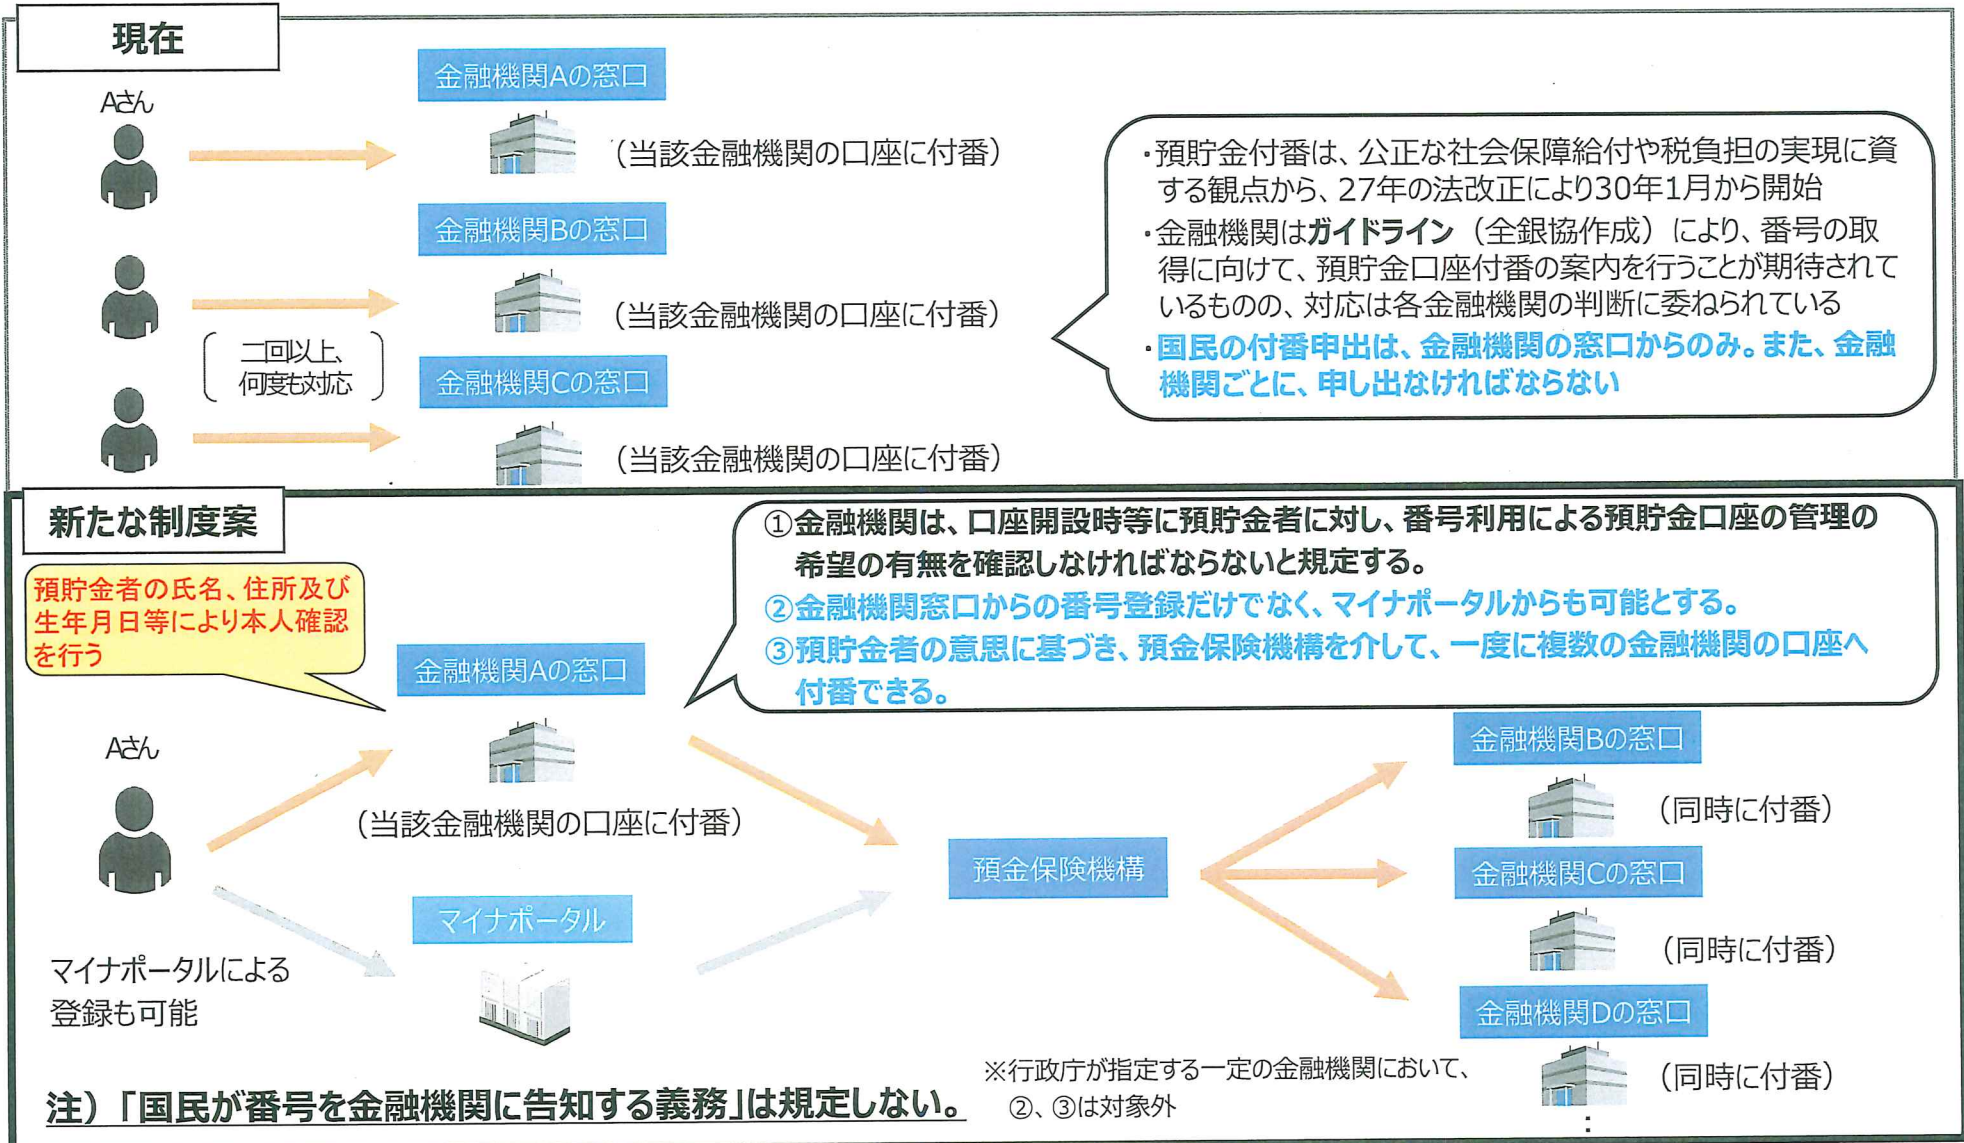 現在
Aさん
金融機関Aの窓口
（当該金融機関の口座に付番）
金融機関Bの窓口
（当該金融機関の口座に付番）
二回以上、
何度も対応
金融機関Cの窓口
（当該金融機関の口座に付番）
・預貯金付番は、公正な社会保障給付や税負担の実現に資
する観点から、27年の法改正により30年1月から開始
・金融機関はガイドライン（全銀協作成）により、番号の取
得に向けて、預貯金口座付番の案内を行うことが期待されて
いるものの、対応は各金融機関の判断に委ねられている
・国民の付番申出は、金融機関の窓口からのみ。また、金融
機関ごとに、申し出なければならない
新たな制度案
①金融機関は、口座開設時等に預貯金者に対し、番号利用による預貯金口座の管理の
希望の有無を確認しなければならないと規定する。
②金融機関窓口からの番号登録だけでなく、マイナポータルからも可能とする。
③預貯金者の意思に基づき、預金保険機構を介して、一度に複数の金融機関の口座へ
付番できる。
預貯金者の氏名、住所及び
生年月日等により本人確認
を行う
金融機関Aの窓口
Aさん
（当該金融機関の口座に付番）
マイナポータル
マイナポータルによる
登録も可能
預金保険機構
金融機関Bの窓口
（同時に付番）
金融機関Cの窓口
（同時に付番）
金融機関Dの窓口
（同時に付番）
：
※行政庁が指定する一定の金融機関において、
②、③は対象外
注）「国民が番号を金融機関に告知する義務」は規定しない。